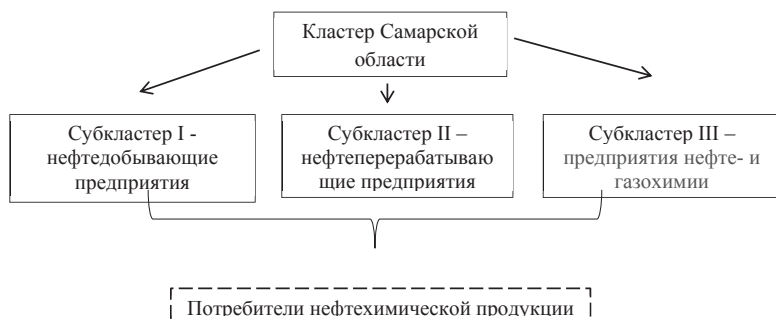 Кластер Самарской
области
Субкластер I -
нефтедобывающие
предприятия
Субкластер II –
нефтеперерабатываю
щие предприятия
Субкластер III –
предприятия нефте- и
газохимии
Потребители нефтехимической продукции